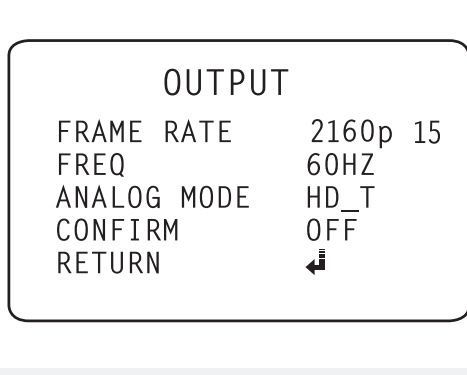 OUTPUT
FRAME RATE 2160p 15
FREQ 60HZ
ANALOG MODE HD_T
CONFIRM OFF
RETURN ↲